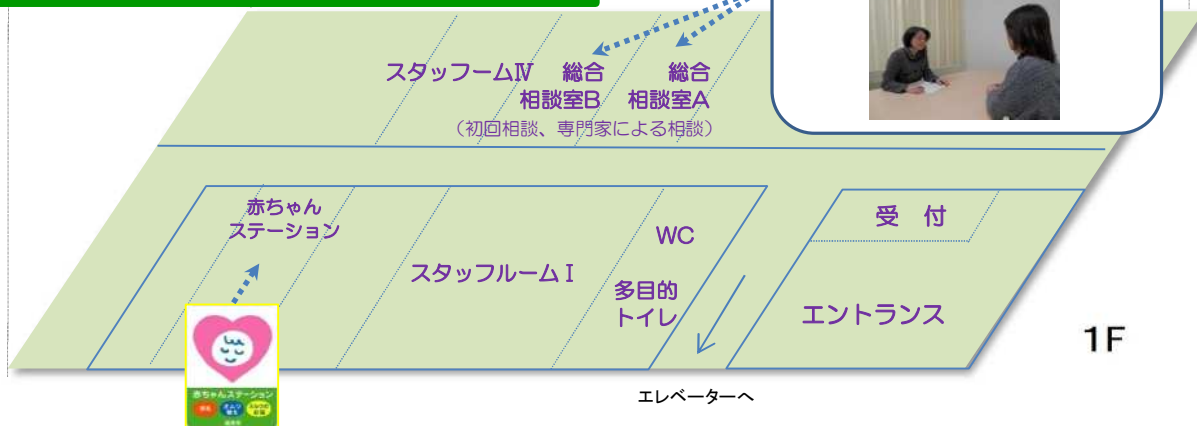 スタッフームⅣ
総合
相談室B
総合
相談室A
（初回相談、専門家による相談）
赤ちゃん
ステーション
スタッフルームⅠ
WC
多目的
トイレ
受　付
エントランス
1F
エレベーターへ
赤ちゃんステーション